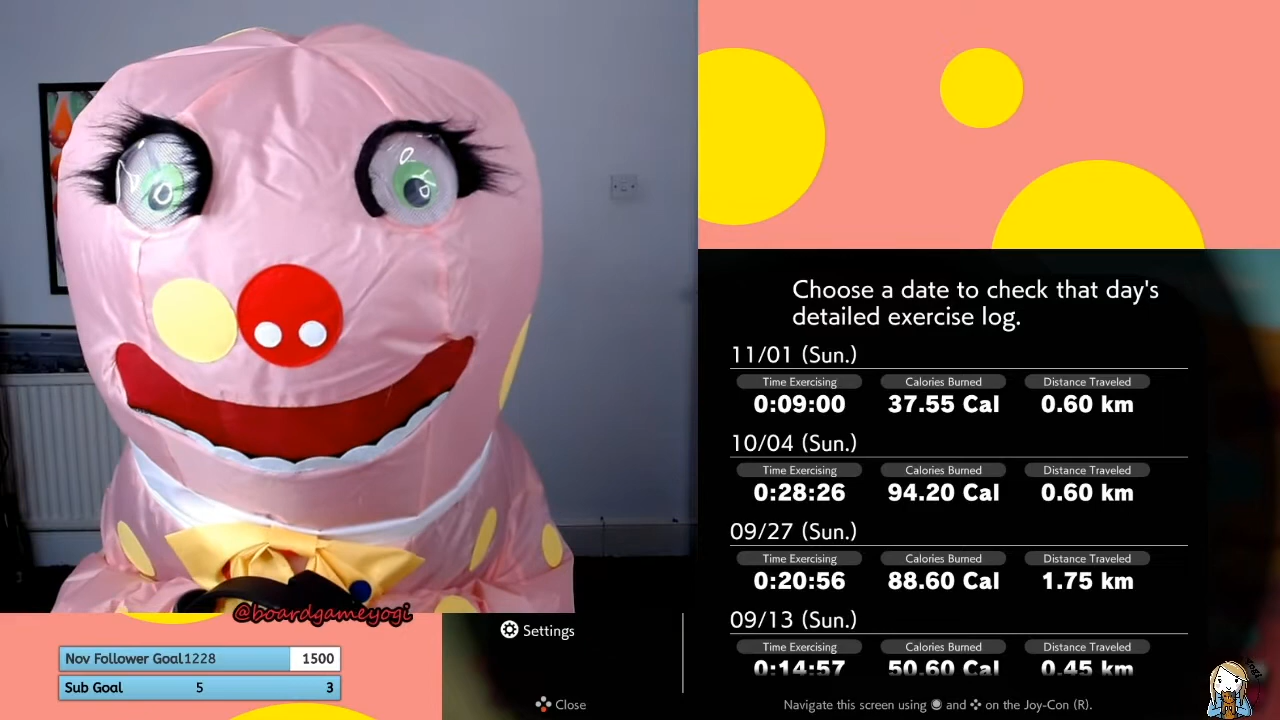 Choose a date to check that day's
detailed exercise log.
11/01 (Sun.)
Time Exercising Calories Burned Distance Traveled
0:09:00 37.55 Cal 0.60 km
10/04 (Sun.)
Time Exercising Calories Burned Distance Traveled
0:28:26 94.20 Cal 0.60 km
09/27 (Sun.)
Time Exercising Calories Burned Distance Traveled
0:20:56 88.60 Cal 1.75 km
09/13 (Sun.)
Time Exercising Calories Burned Distance Traveled
0:14:57 50.60 Cal 0.45 km
@boardgameyogi
Settings
Nov Follower Goal 1228 1500
Sub Goal 5 3
Close
Navigate this screen using and on the Joy-Con (R).